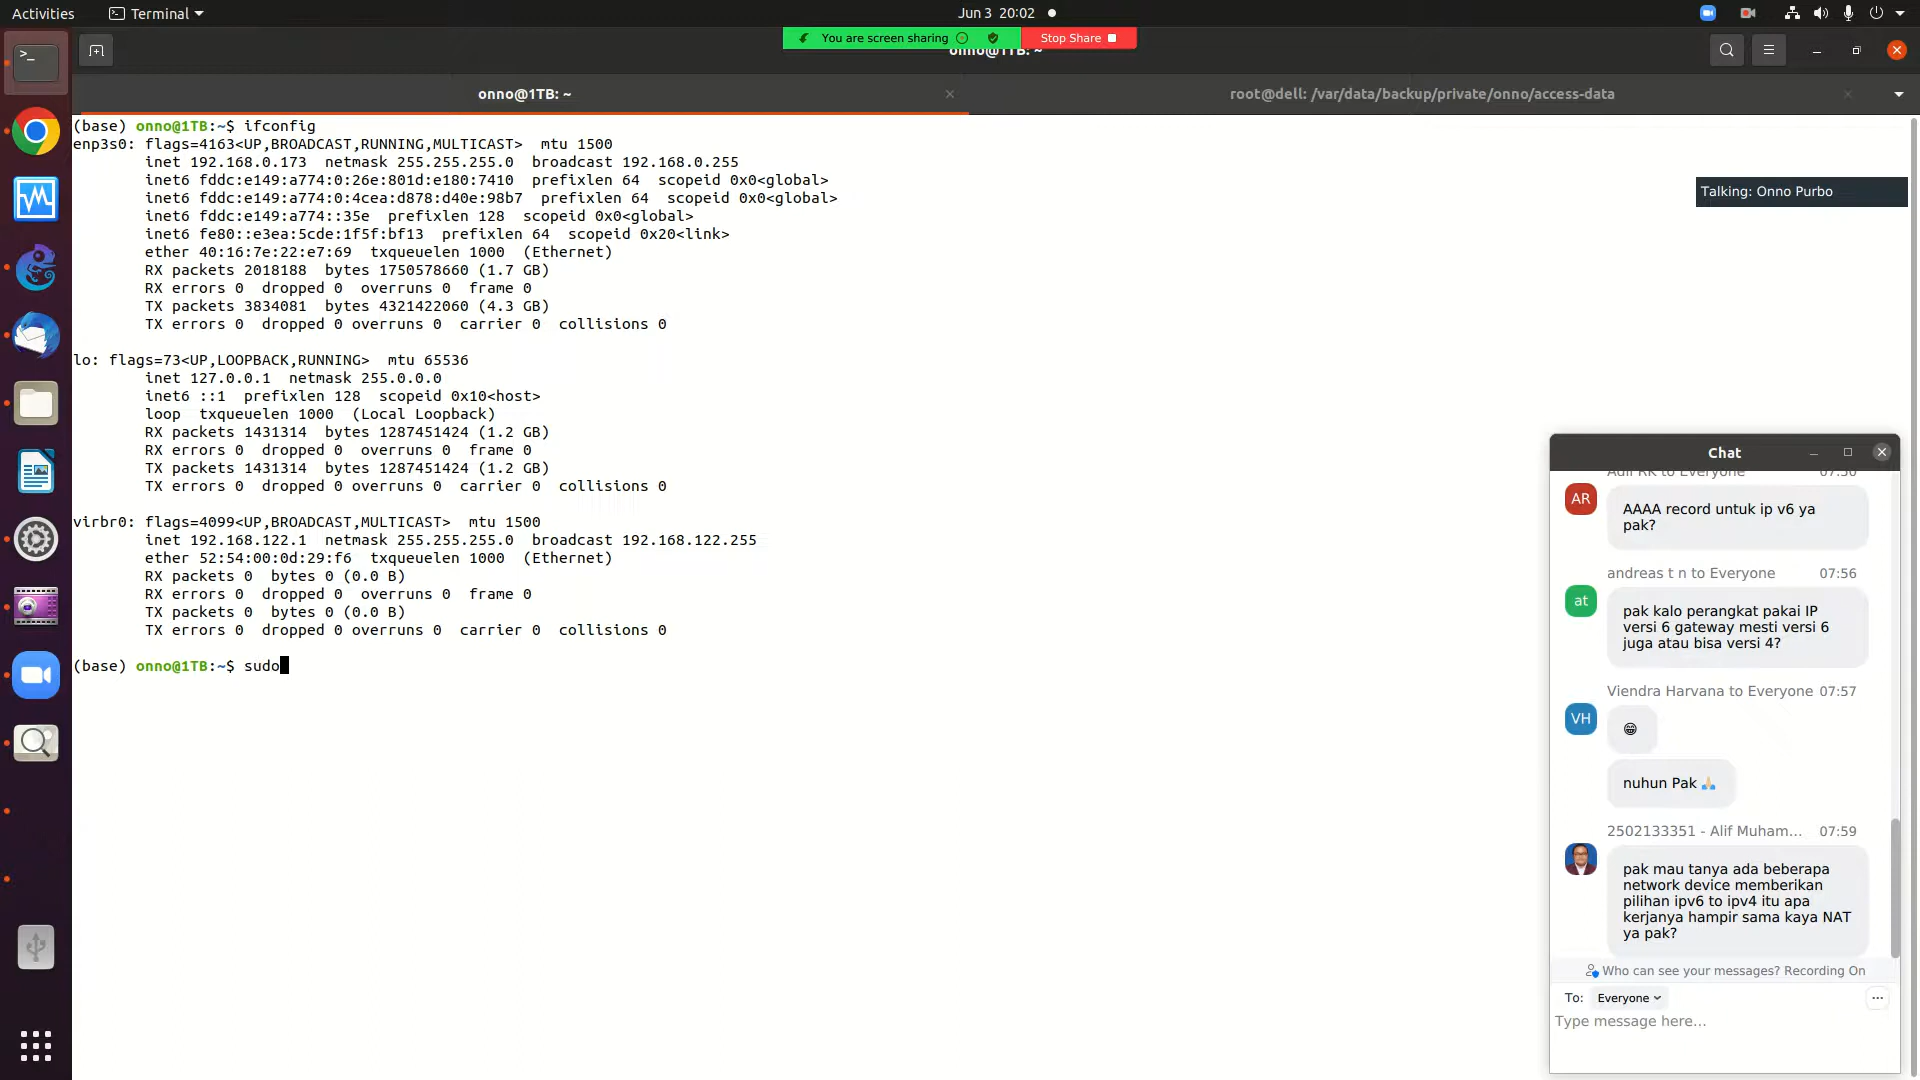 Activities
Terminal
Jun 3 20:02
You are screen sharing
Stop Share
onno@1TB: ~
onno@1TB: ~
root@dell: /var/data/backup/private/onno/access-data
(base) onno@1TB:~$ ifconfig
enp3s0: flags=4163<UP,BROADCAST,RUNNING,MULTICAST>  mtu 1500
        inet 192.168.0.173  netmask 255.255.255.0  broadcast 192.168.0.255
        inet6 fddc:e149:a774:0:26e:801d:e180:7410  prefixlen 64  scopeid 0x0<global>
        inet6 fddc:e149:a774:0:4cea:d878:d40e:98b7  prefixlen 64  scopeid 0x0<global>
        inet6 fddc:e149:a774::35e  prefixlen 128  scopeid 0x0<global>
        inet6 fe80::e3ea:5cde:1f5f:bf13  prefixlen 64  scopeid 0x20<link>
        ether 40:16:7e:22:e7:69  txqueuelen 1000  (Ethernet)
        RX packets 2018188  bytes 1750578660 (1.7 GB)
        RX errors 0  dropped 0  overruns 0  frame 0
        TX packets 3834081  bytes 4321422060 (4.3 GB)
        TX errors 0  dropped 0 overruns 0  carrier 0  collisions 0
lo: flags=73<UP,LOOPBACK,RUNNING>  mtu 65536
        inet 127.0.0.1  netmask 255.0.0.0
        inet6 ::1  prefixlen 128  scopeid 0x10<host>
        loop  txqueuelen 1000  (Local Loopback)
        RX packets 1431314  bytes 1287451424 (1.2 GB)
        RX errors 0  dropped 0  overruns 0  frame 0
        TX packets 1431314  bytes 1287451424 (1.2 GB)
        TX errors 0  dropped 0 overruns 0  carrier 0  collisions 0
virbr0: flags=4099<UP,BROADCAST,MULTICAST>  mtu 1500
        inet 192.168.122.1  netmask 255.255.255.0  broadcast 192.168.122.255
        ether 52:54:00:0d:29:f6  txqueuelen 1000  (Ethernet)
        RX packets 0  bytes 0 (0.0 B)
        RX errors 0  dropped 0  overruns 0  frame 0
        TX packets 0  bytes 0 (0.0 B)
        TX errors 0  dropped 0 overruns 0  carrier 0  collisions 0
(base) onno@1TB:~$ sudo
Talking: Onno Purbo
Chat
Adil RK to Everyone 07:50
AR
AAAA record untuk ip v6 ya
pak?
andreas t n to Everyone 07:56
at
pak kalo perangkat pakai IP
versi 6 gateway mesti versi 6
juga atau bisa versi 4?
Viendra Harvana to Everyone 07:57
VH
😁
nuhun Pak 🙏🏼
2502133351 - Alif Muham... 07:59
pak mau tanya ada beberapa
network device memberikan
pilihan ipv6 to ipv4 itu apa
kerjanya hampir sama kaya NAT
ya pak?
Who can see your messages? Recording On
To: Everyone
Type message here...